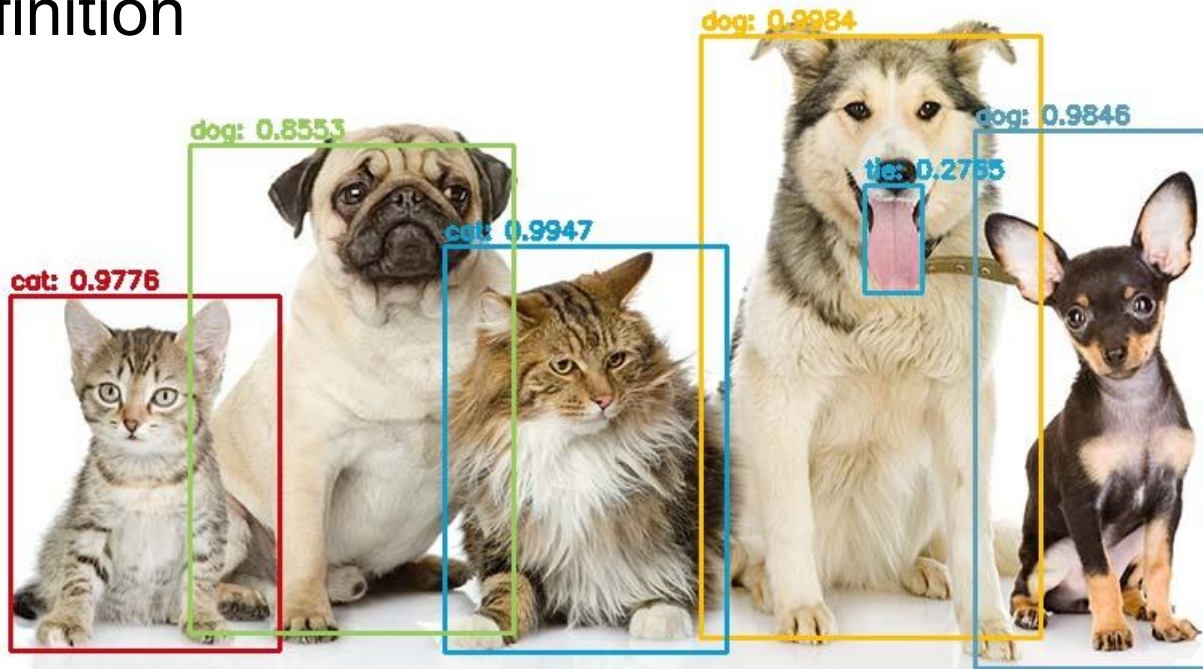 finition
dog: 0.9984
dog: 0.8553
dog: 0.9846
tie: 0.2765
cat: 0.9947
cat: 0.9776